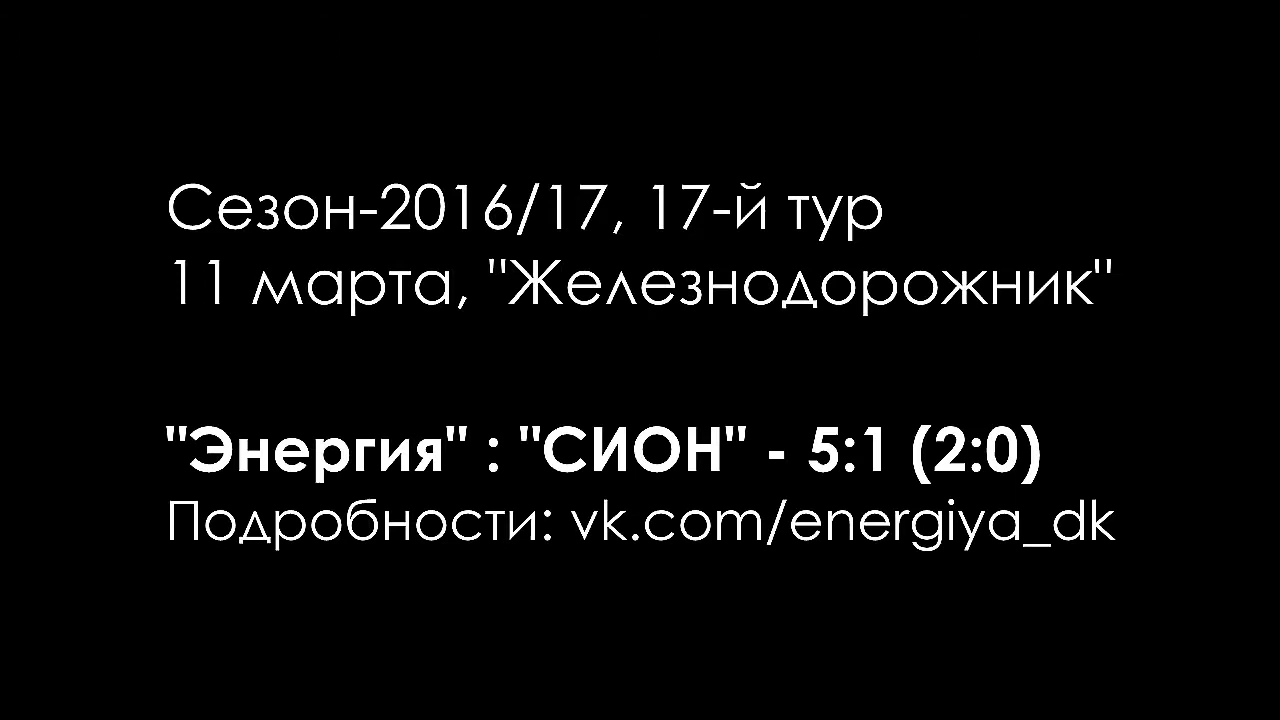 Сезон-2016/17, 17-й тур
11 марта, "Железнодорожник"
"Энергия" : "СИОН" - 5:1 (2:0)
Подробности: vk.com/energiya_dk